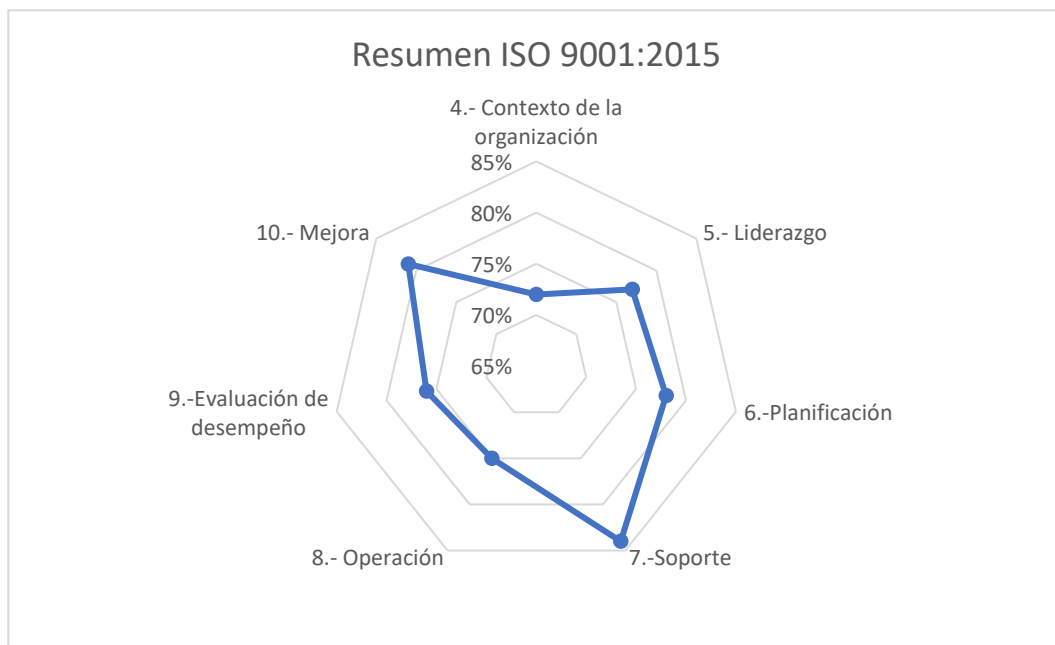 Resumen ISO 9001:2015
4.- Contexto de la
organización
85%
80%
75%
70%
65%
5.- Liderazgo
6.-Planificación
7.-Soporte
8.- Operación
9.-Evaluación de
desempeño
10.- Mejora